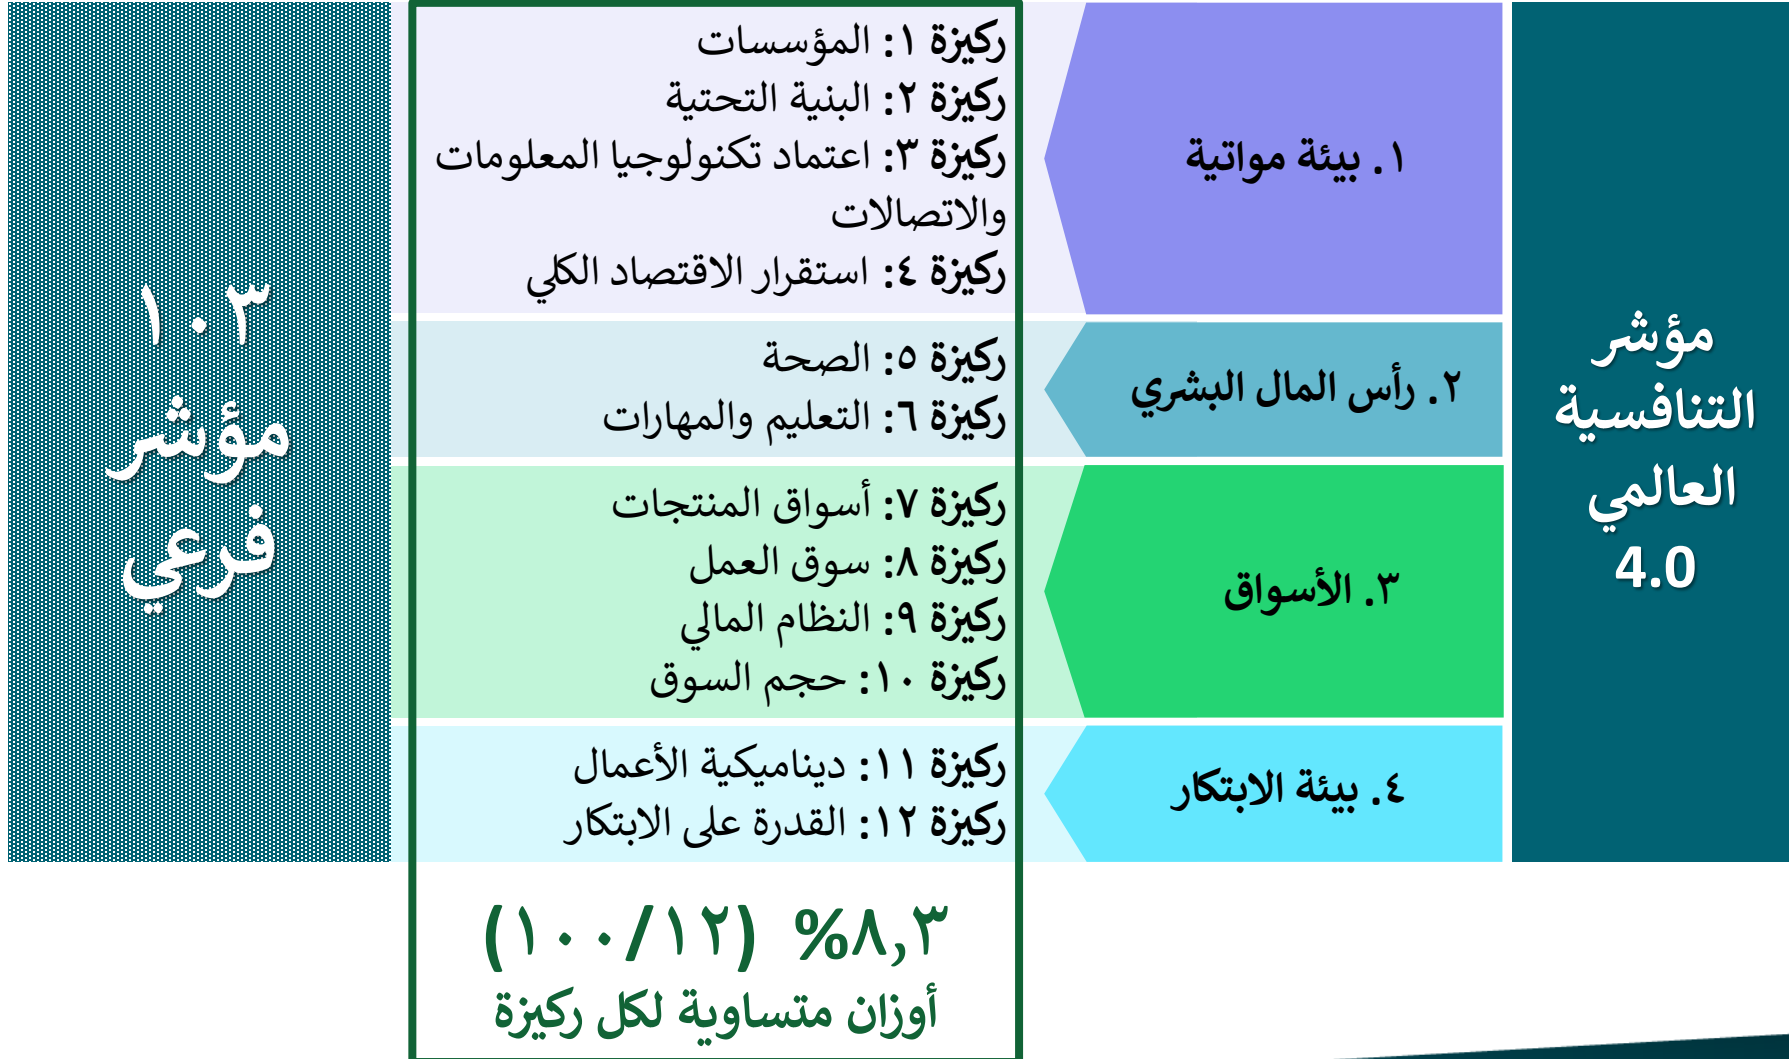 مؤشر
التنافسية
العالمي
4.0
١. بيئة مواتية
ركيزة ١: المؤسسات
ركيزة ٢: البنية التحتية
ركيزة ٣: اعتماد تكنولوجيا المعلومات
والاتصالات
ركيزة ٤: استقرار الاقتصاد الكلي
٢. رأس المال البشري
ركيزة ٥: الصحة
ركيزة ٦: التعليم والمهارات
٣. الأسواق
ركيزة ٧: أسواق المنتجات
ركيزة ٨: سوق العمل
ركيزة ٩: النظام المالي
ركيزة ١٠: حجم السوق
٤. بيئة الابتكار
ركيزة ١١: ديناميكية الأعمال
ركيزة ١٢: القدرة على الابتكار
١٠٣
مؤشر
فرعي
٨,٣% (١٠٠/١٢)
أوزان متساوية لكل ركيزة